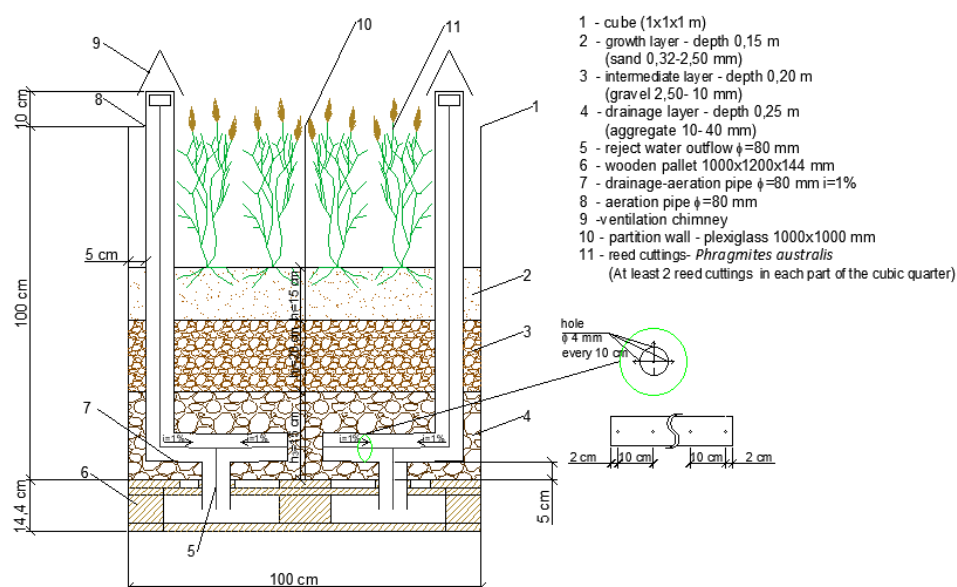 1 - cube (1x1x1 m)
2 - growth layer - depth 0,15 m
(sand 0,32-2,50 mm)
3 - intermediate layer - depth 0,20 m
(gravel 2,50- 10 mm)
4 - drainage layer - depth 0,25 m
(aggregate 10- 40 mm)
5 - reject water outflow ϕ=80 mm
6 - wooden pallet 1000x1200x144 mm
7 - drainage-aeration pipe ϕ=80 mm i=1%
8 - aeration pipe ϕ=80 mm
9 -ventilation chimney
10 - partition wall - plexiglass 1000x1000 mm
11 - reed cuttings- Phragmites australis
(At least 2 reed cuttings in each part of the cubic quarter)
9
10
11
10 cm
8
1
5 cm
100 cm
h=15 cm
2
3
hole
ϕ 4 mm
every 10 cm
7
i=1%
i=1%
i=1%
i=1%
4
2 cm
10 cm
10 cm
2 cm
6
14,4 cm
5
5 cm
100 cm